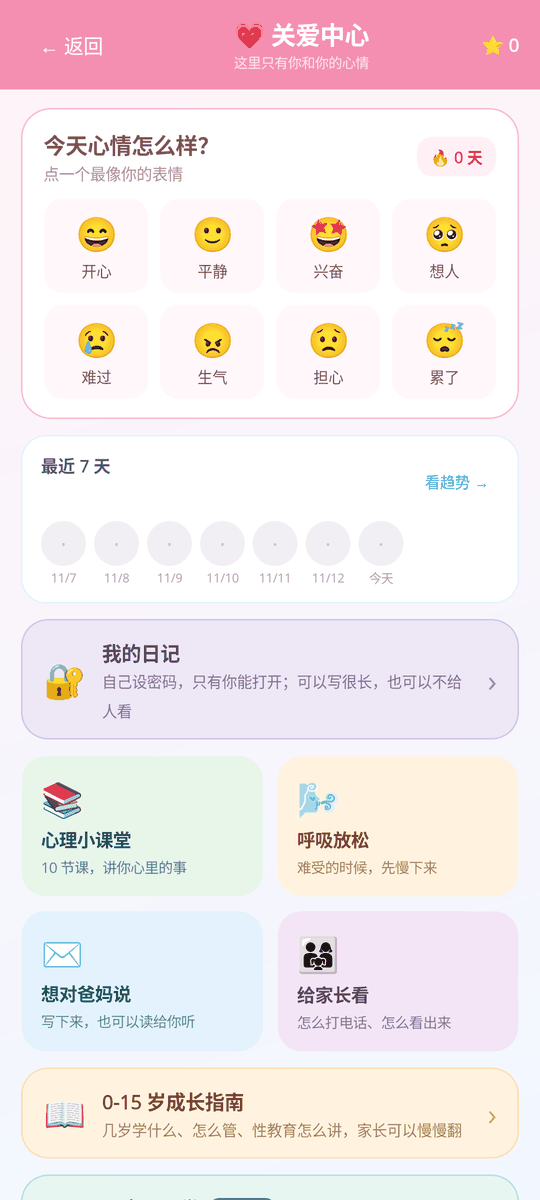 ← 返回
关爱中心
这里只有你和你的心情
0
今天心情怎么样?
点一个最像你的表情
0 天
开心
平静
兴奋
想人
难过
生气
担心
累了
最近 7 天
看趋势 →
11/7
11/8
11/9
11/10
11/11
11/12
今天
我的日记
自己设密码，只有你能打开；可以写很长，也可以不给
人看
心理小课堂
10 节课，讲你心里的事
呼吸放松
难受的时候，先慢下来
想对爸妈说
写下来，也可以读给你听
给家长看
怎么打电话、怎么看出来
0-15 岁成长指南
几岁学什么、怎么管、性教育怎么讲，家长可以慢慢翻